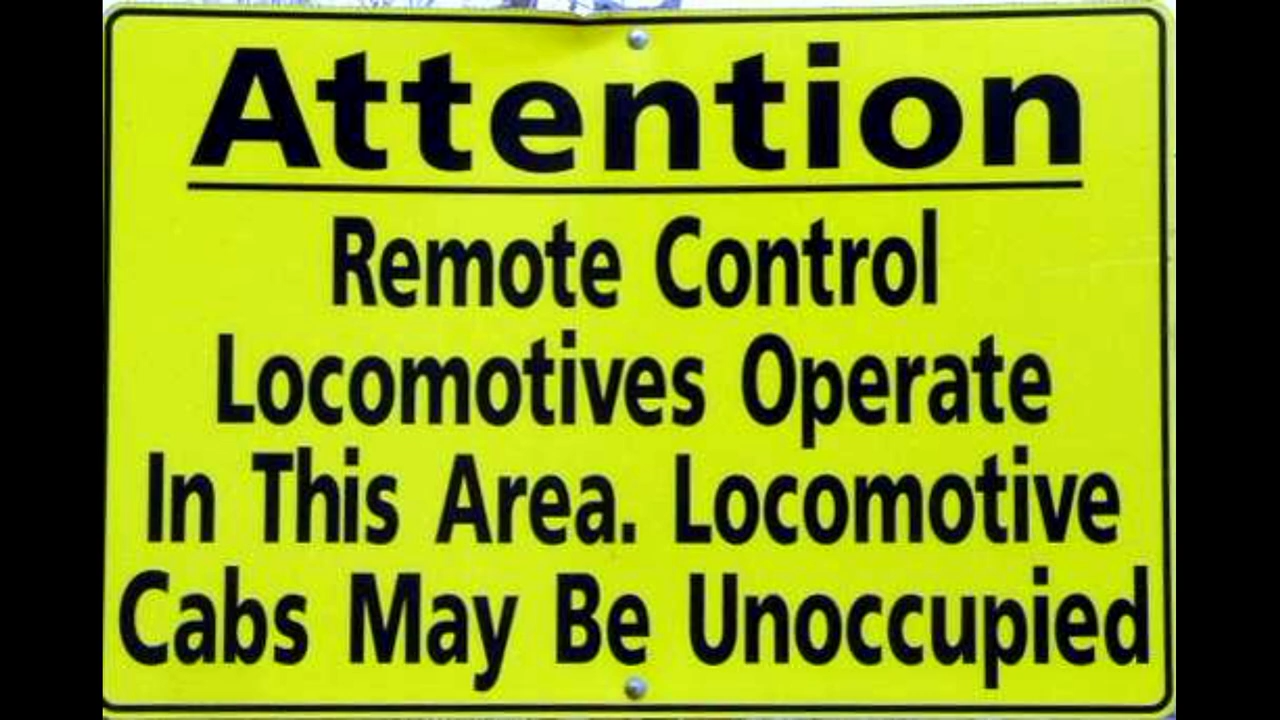 Attention
Remote Control
Locomotives Operate
In This Area. Locomotive
Cabs May Be Unoccupied